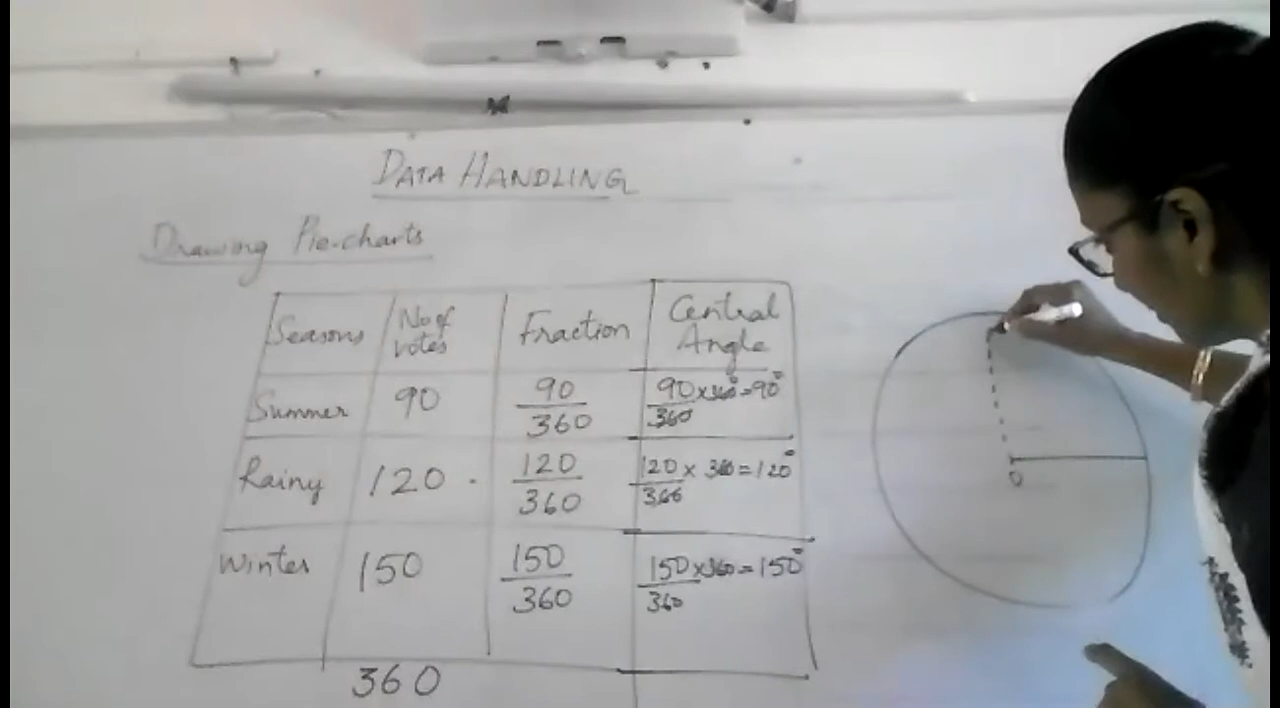 DATA HANDLING
Drawing Pie-charts
Seasons No of votes Fraction Central Angle
Summer 90 90/360 90/360 × 360° = 90°
Rainy 120 120/360 120/360 × 360 = 120°
Winter 150 150/360 150/360 × 360 = 150°
360
O